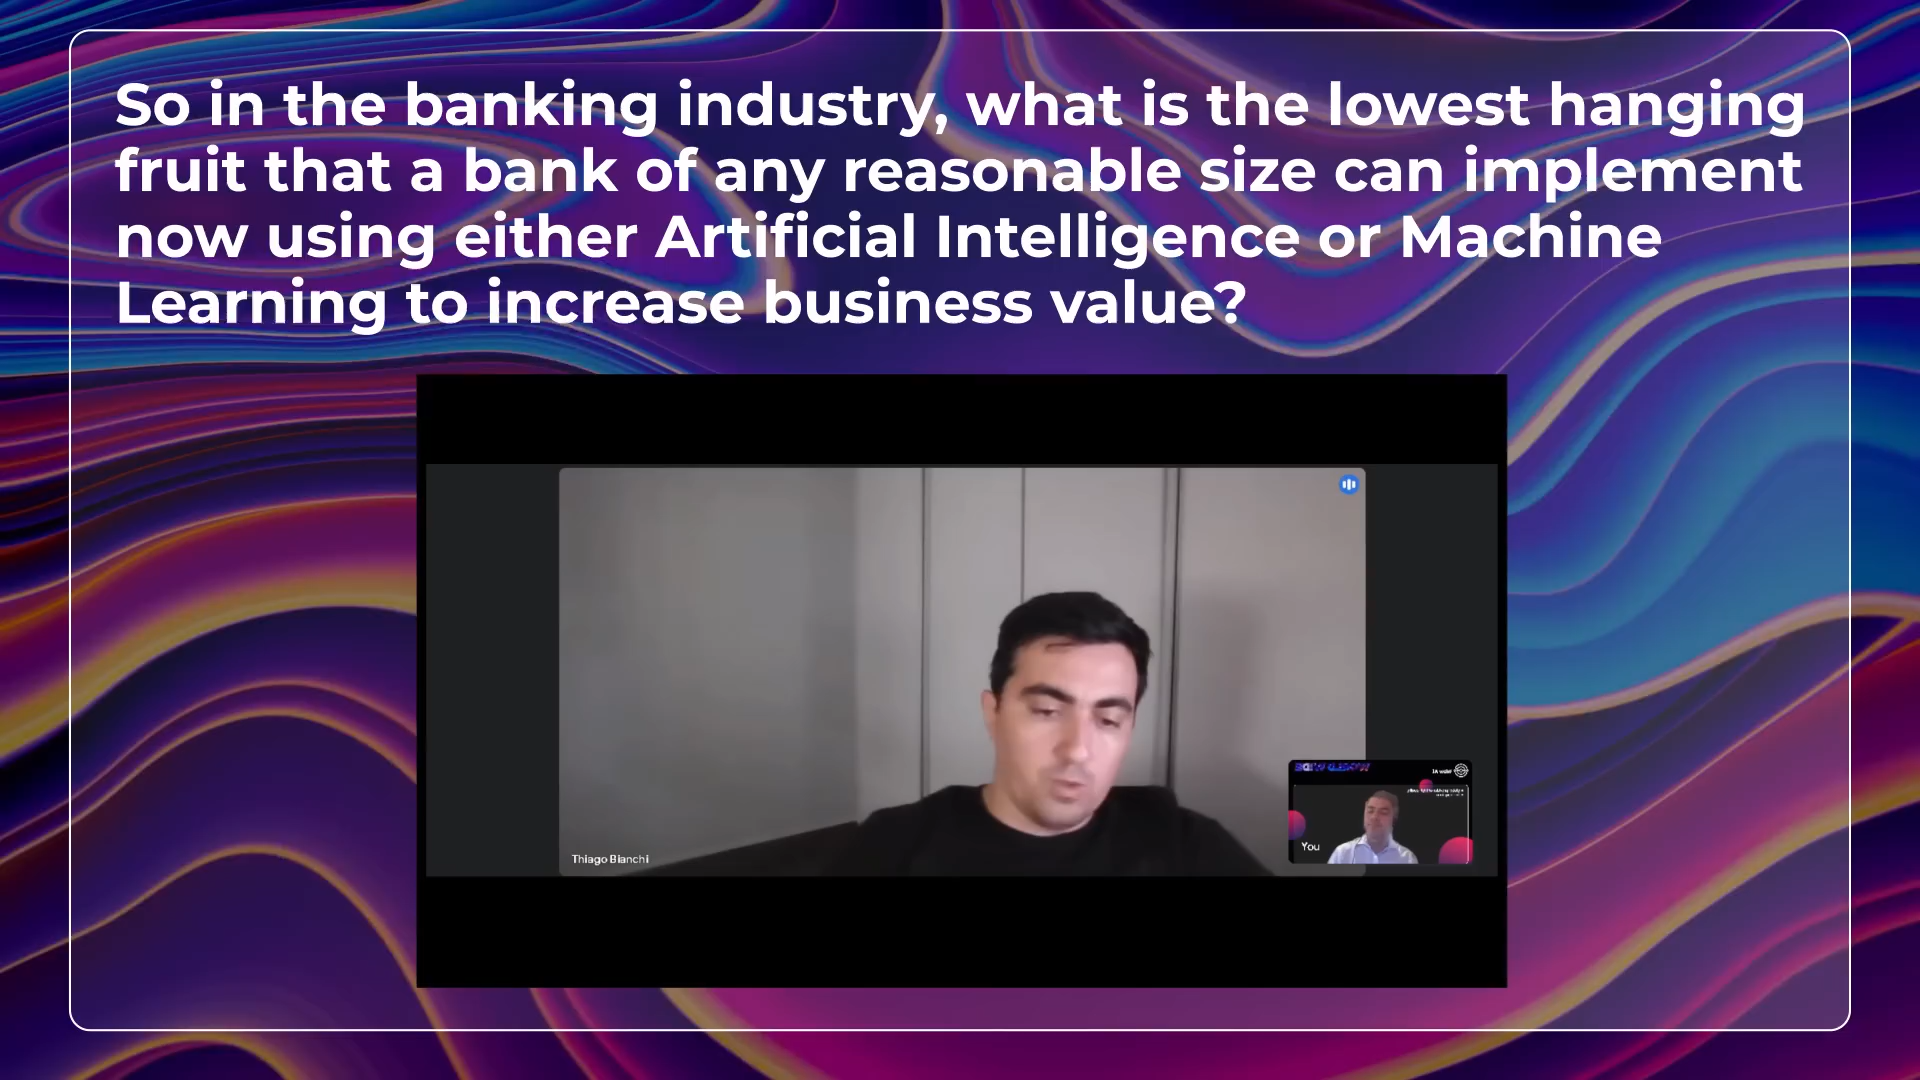 So in the banking industry, what is the lowest hanging
fruit that a bank of any reasonable size can implement
now using either Artificial Intelligence or Machine
Learning to increase business value?
Thiago Bianchi
You